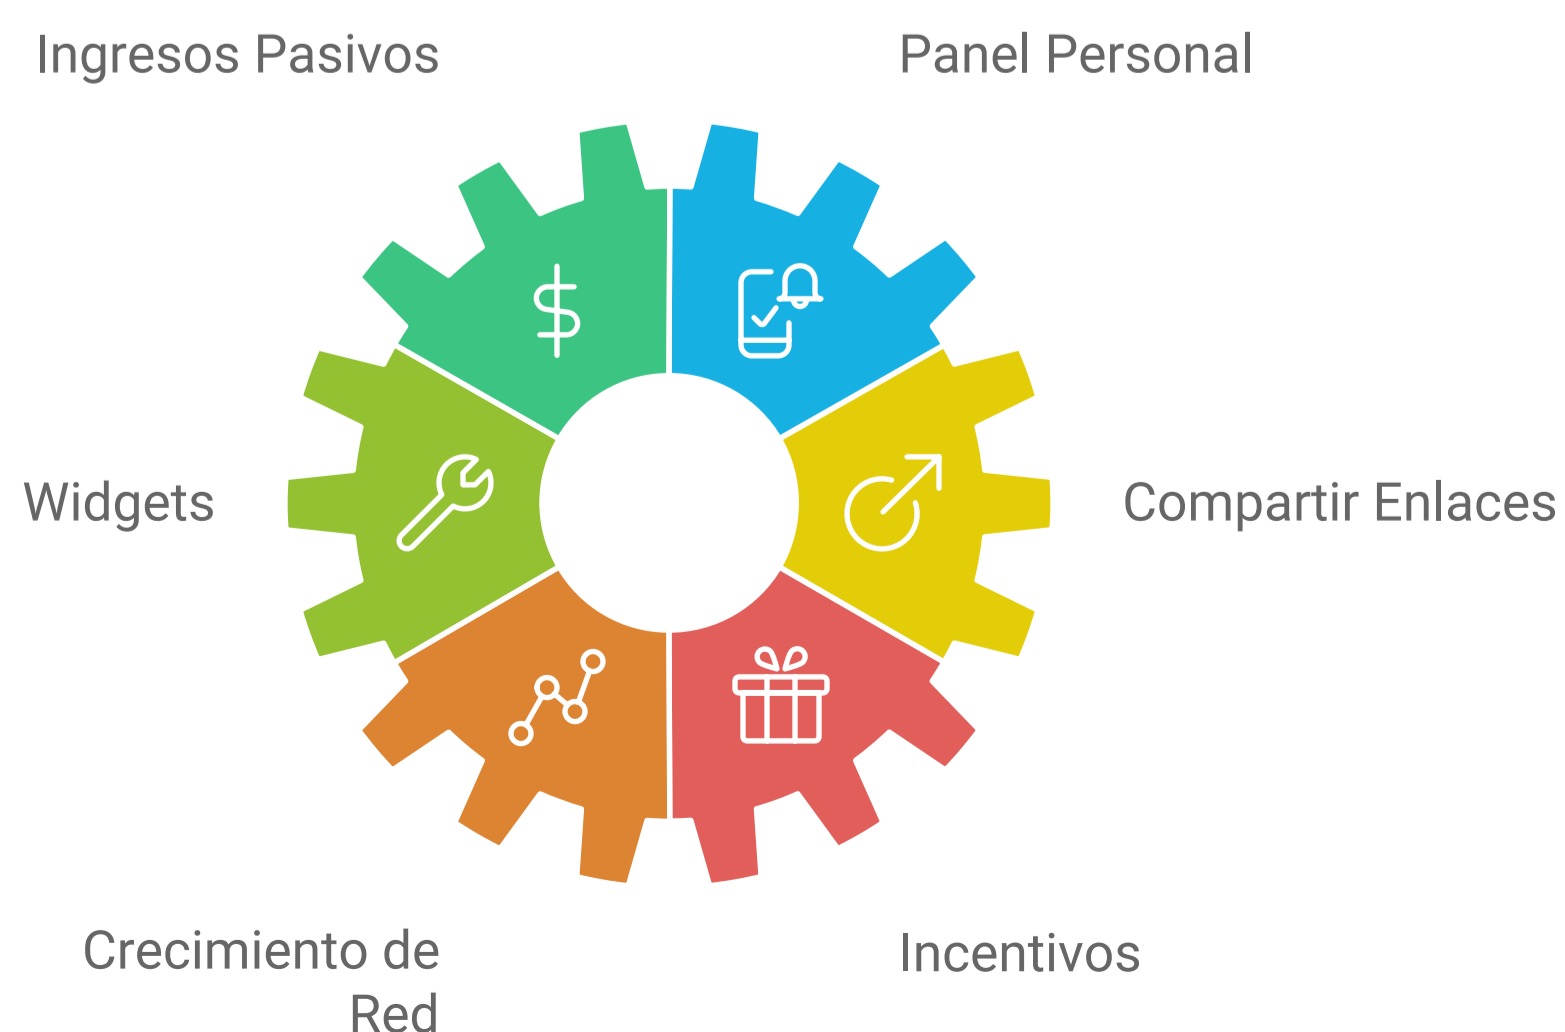 Ingresos Pasivos
Panel Personal
Widgets
Compartir Enlaces
Crecimiento de
Red
Incentivos